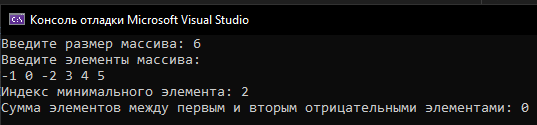 Консоль отладки Microsoft Visual Studio
Введите размер массива: 6
Введите элементы массива:
-1 0 -2 3 4 5
Индекс минимального элемента: 2
Сумма элементов между первым и вторым отрицательными элементами: 0